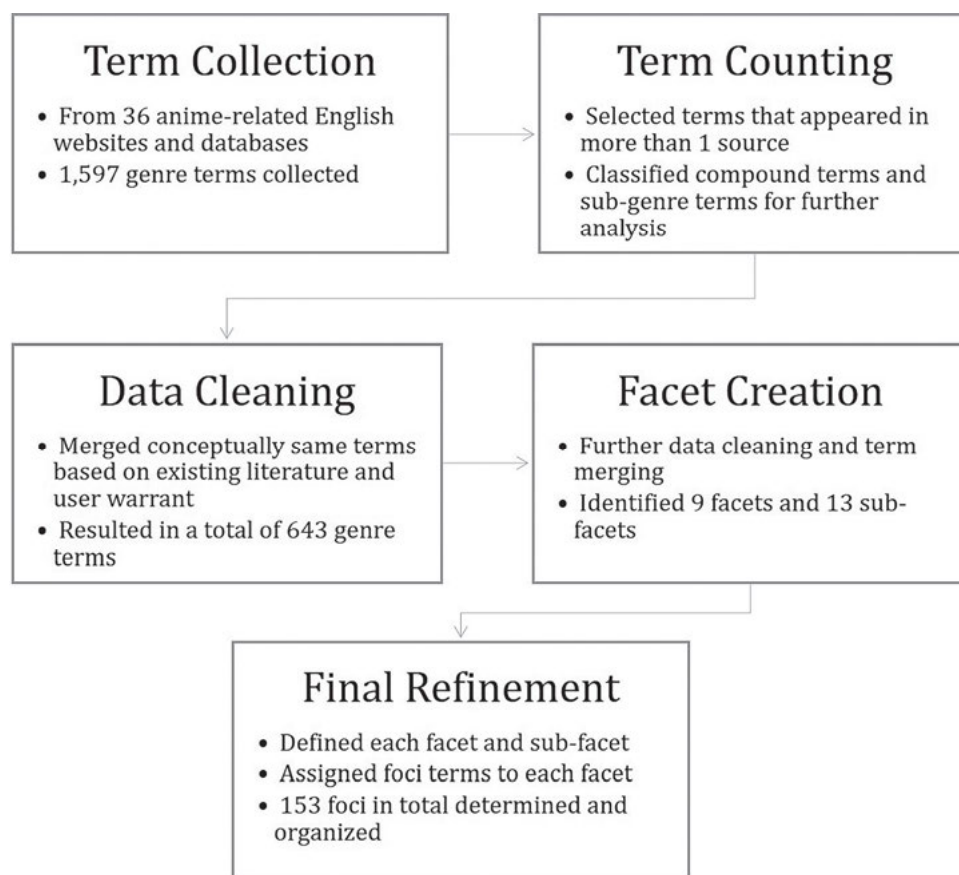 Term Collection
• From 36 anime-related English
websites and databases
• 1,597 genre terms collected
Term Counting
• Selected terms that appeared in
more than 1 source
• Classified compound terms and
sub-genre terms for further
analysis
Data Cleaning
• Merged conceptually same terms
based on existing literature and
user warrant
• Resulted in a total of 643 genre
terms
Facet Creation
• Further data cleaning and term
merging
• Identified 9 facets and 13 sub-
facets
Final Refinement
• Defined each facet and sub-facet
• Assigned foci terms to each facet
• 153 foci in total determined and
organized